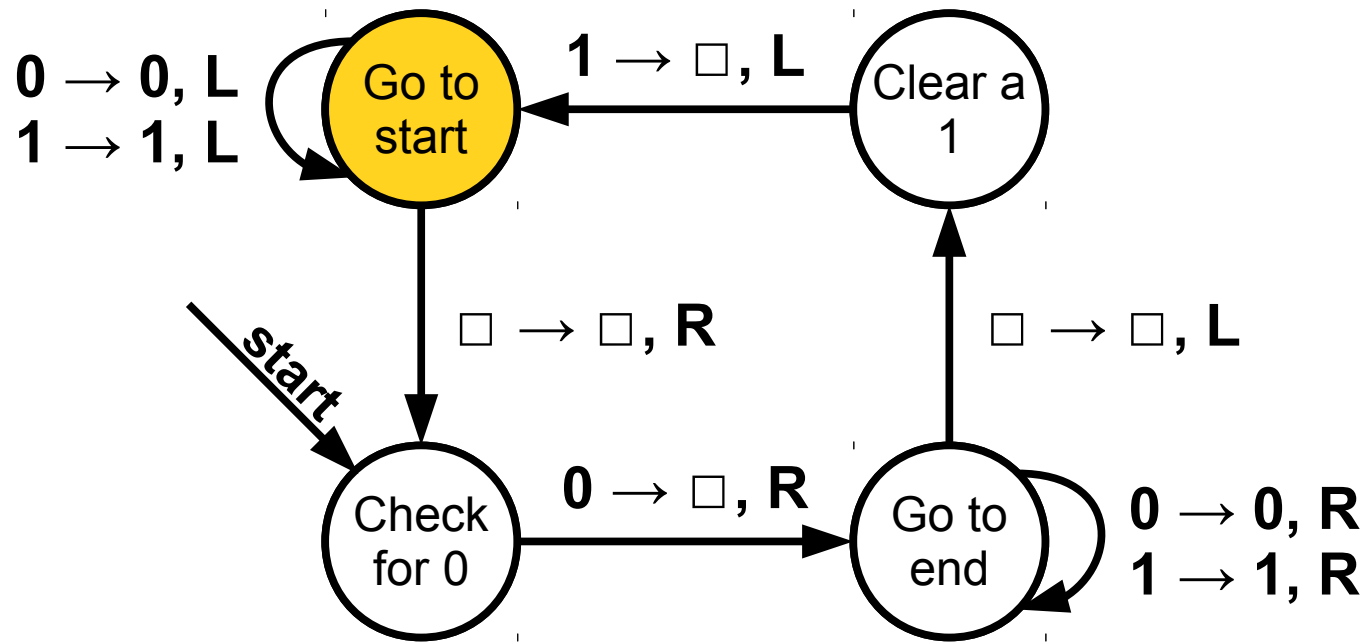 0 → 0, L
1 → 1, L
Go to
start
1 → □, L
Clear a
1
□ → □, R
□ → □, L
start
Check
for 0
0 → □, R
Go to
end
0 → 0, R
1 → 1, R